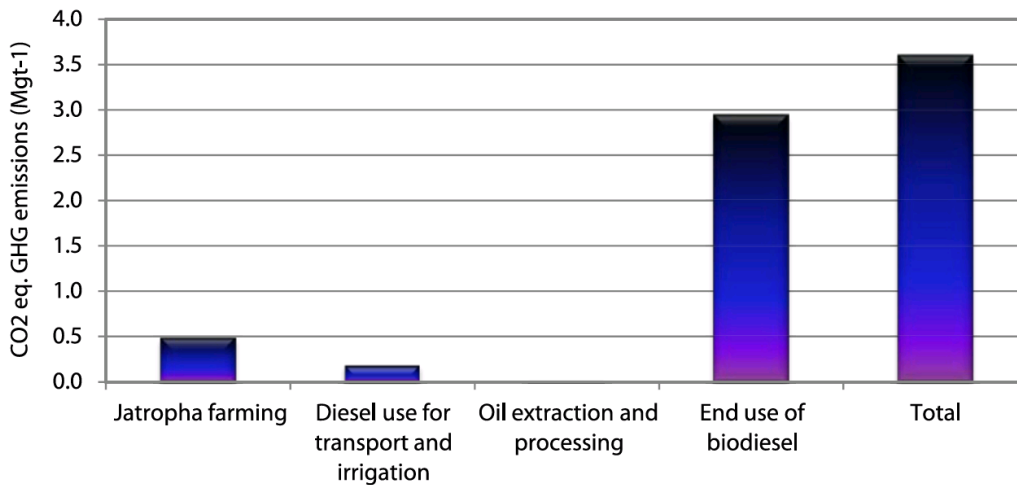 CO2 eq. GHG emissions (Mgt-1)
4.0
3.5
3.0
2.5
2.0
1.5
1.0
0.5
0.0
Jatropha farming
Diesel use for
transport and
irrigation
Oil extraction and
processing
End use of
biodiesel
Total